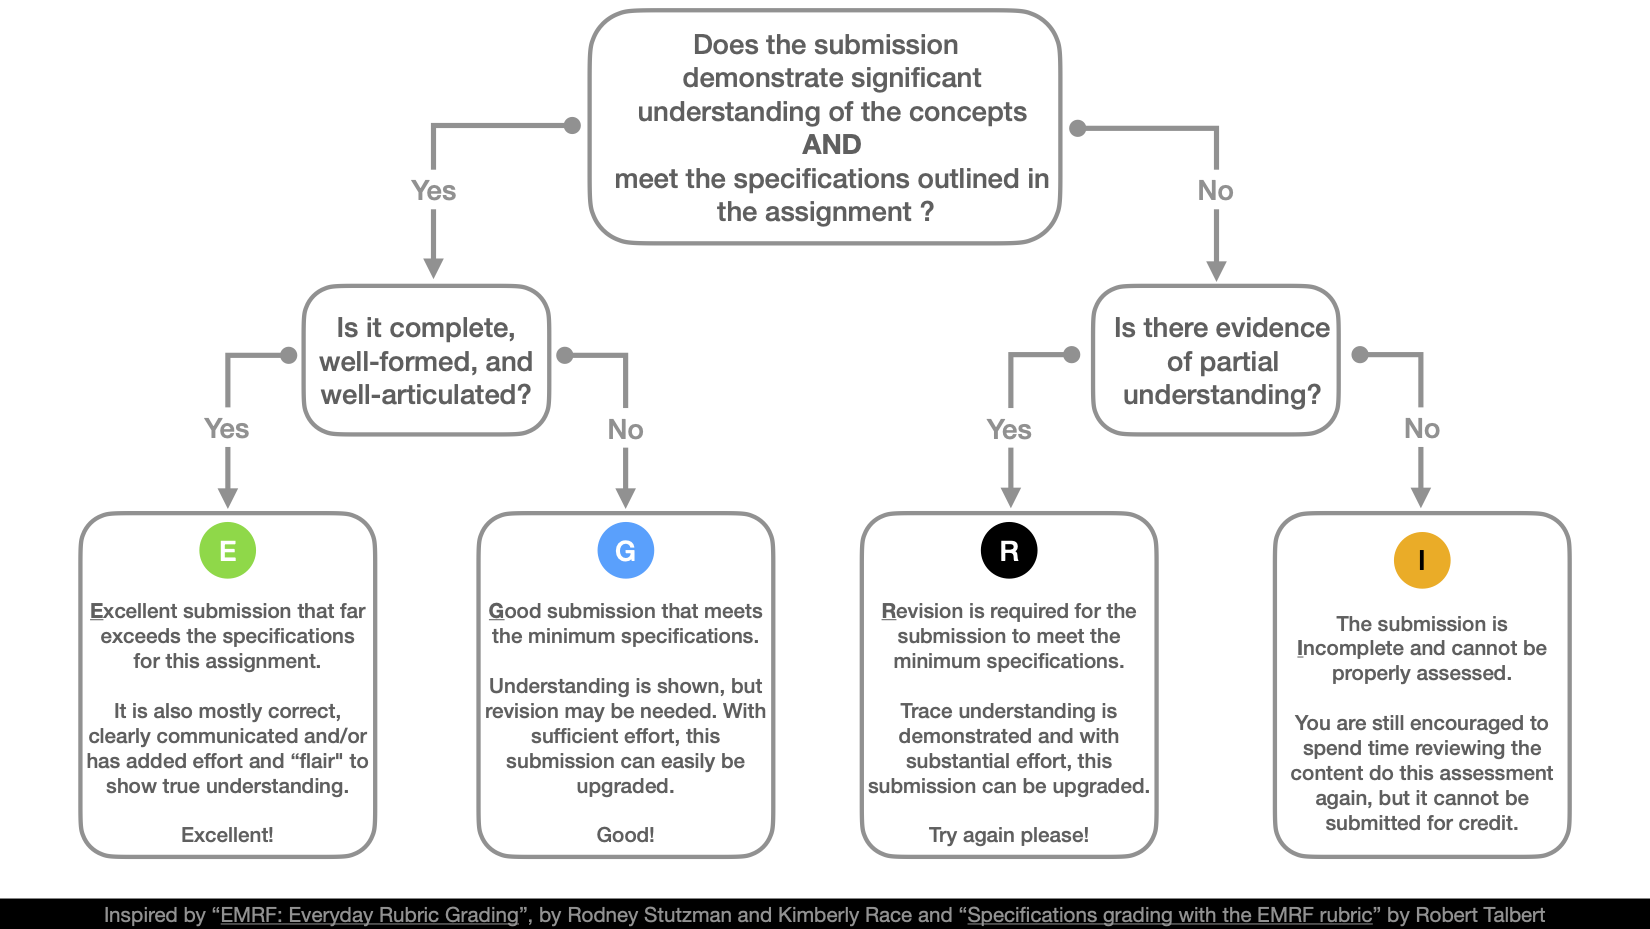 Does the submission
demonstrate significant
understanding of the concepts
AND
meet the specifications outlined in
the assignment ?
Yes
No
Is it complete,
well-formed, and
well-articulated?
Is there evidence
of partial
understanding?
Yes
No
Yes
No
E
Excellent submission that far
exceeds the specifications
for this assignment.
It is also mostly correct,
clearly communicated and/or
has added effort and “flair" to
show true understanding.
Excellent!
G
Good submission that meets
the minimum specifications.
Understanding is shown, but
revision may be needed. With
sufficient effort, this
submission can easily be
upgraded.
Good!
R
Revision is required for the
submission to meet the
minimum specifications.
Trace understanding is
demonstrated and with
substantial effort, this
submission can be upgraded.
Try again please!
I
The submission is
Incomplete and cannot be
properly assessed.
You are still encouraged to
spend time reviewing the
content do this assessment
again, but it cannot be
submitted for credit.
Inspired by “EMRF: Everyday Rubric Grading”, by Rodney Stutzman and Kimberly Race and “Specifications grading with the EMRF rubric” by Robert Talbert